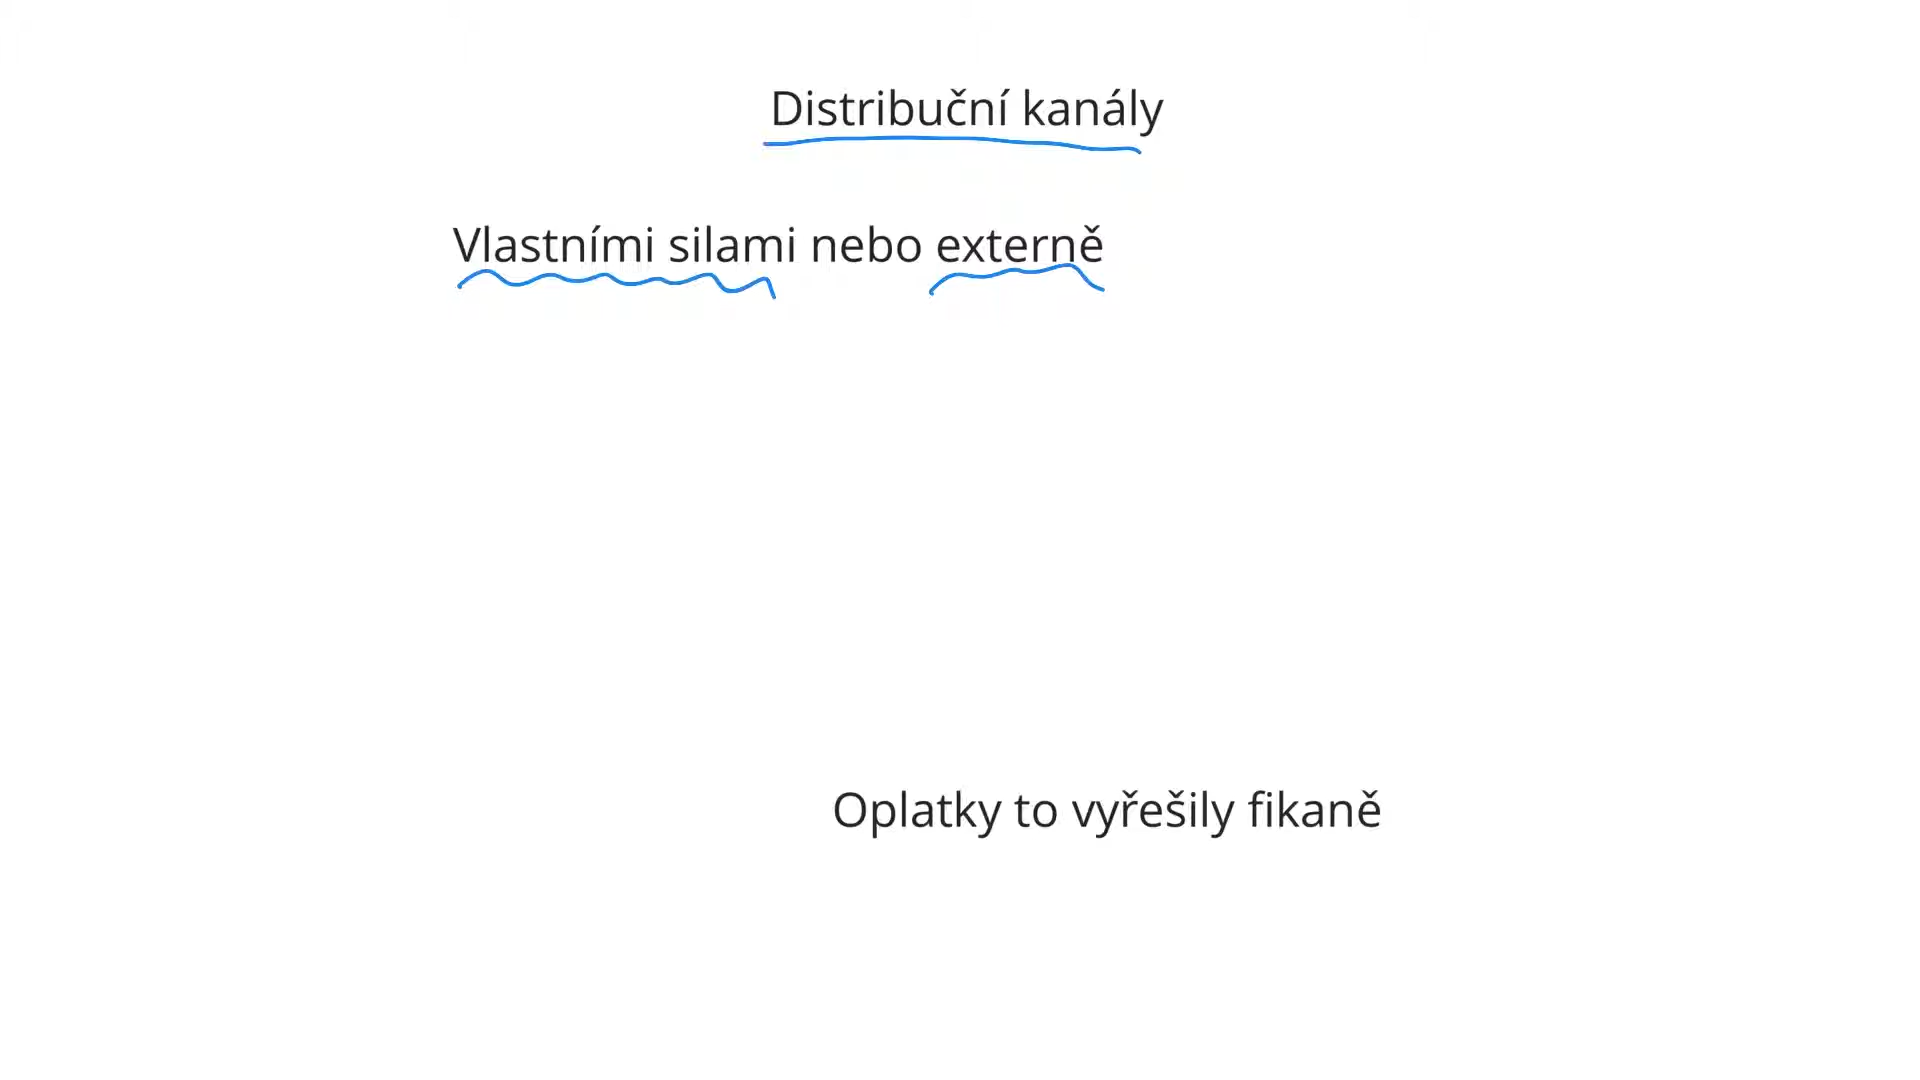 Distribuční kanály
Vlastními silami nebo externě
Oplatky to vyřešily fikaně